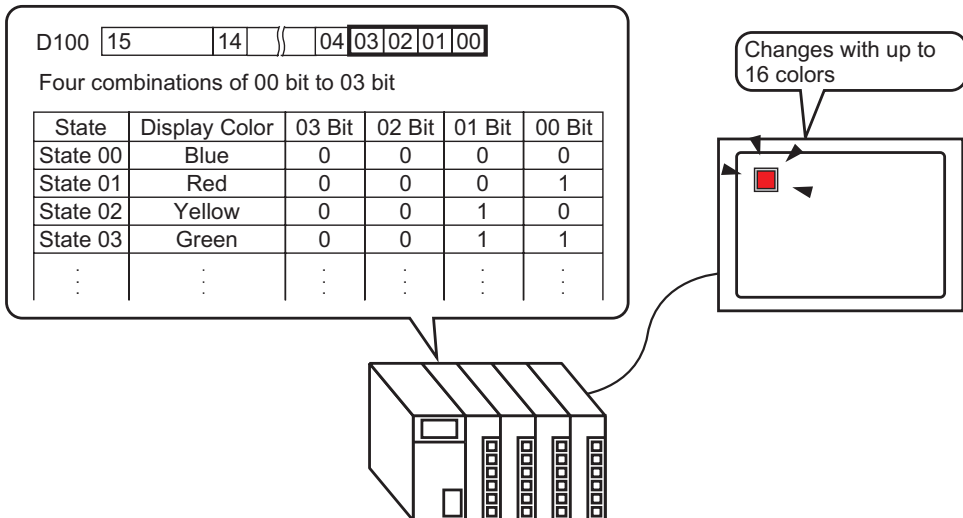 D100 15 14 04 03 02 01 00
Four combinations of 00 bit to 03 bit
State Display Color 03 Bit 02 Bit 01 Bit 00 Bit
State 00 Blue 0 0 0 0
State 01 Red 0 0 0 1
State 02 Yellow 0 0 1 0
State 03 Green 0 0 1 1
Changes with up to
16 colors